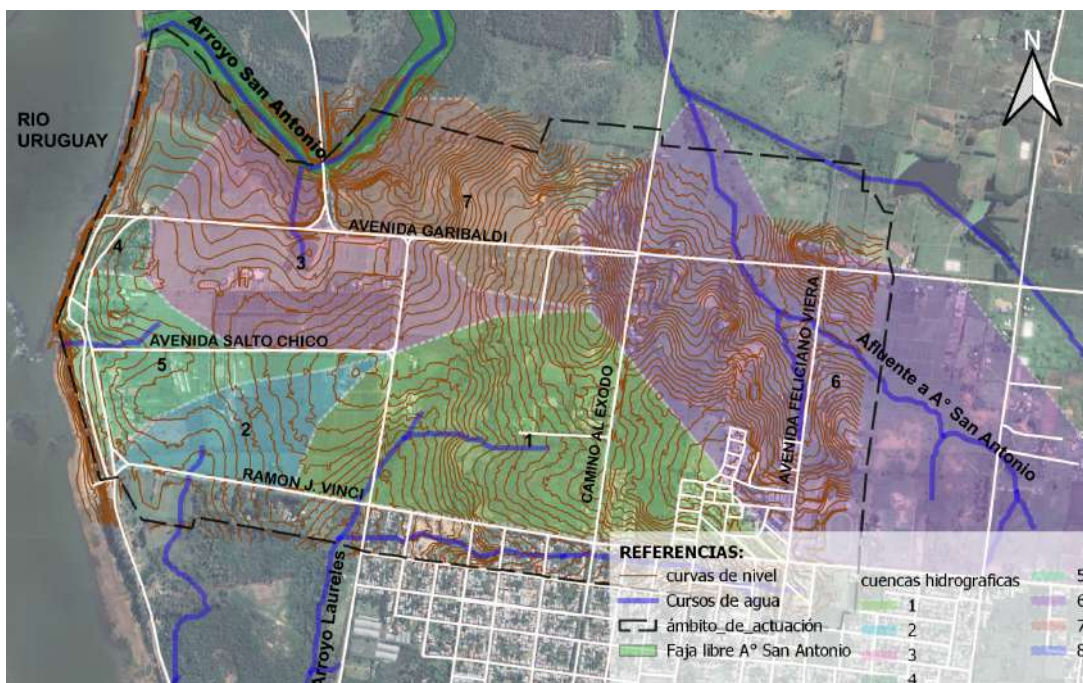 Arroyo San Antonio
N
RIO
URUGUAY
7
AVENIDA GARIBALDI
4
3
AVENIDA SALTO CHICO
5
2
1
6
RAMON J. VINCI
CAMINO AL EXODO
AVENIDA FELICIANO VIERA
Afluente a A° San Antonio
Arroyo Laureles
REFERENCIAS:
curvas de nivel
Cursos de agua
ámbito_de_actuación
Faja libre A° San Antonio
cuencas hidrograficas
1
2
3
4
5
6
7
8